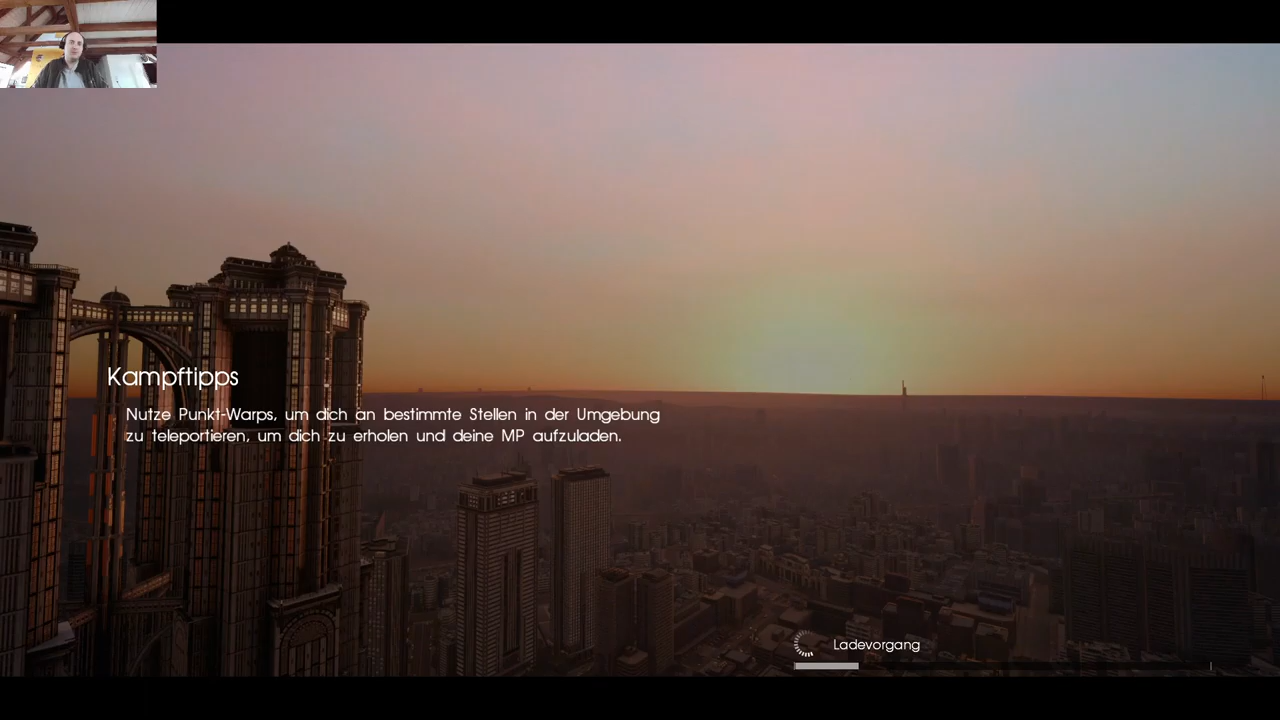 Kampftipps
Nutze Punkt-Warps, um dich an bestimmte Stellen in der Umgebung
zu teleportieren, um dich zu erholen und deine MP aufzuladen.
Ladevorgang